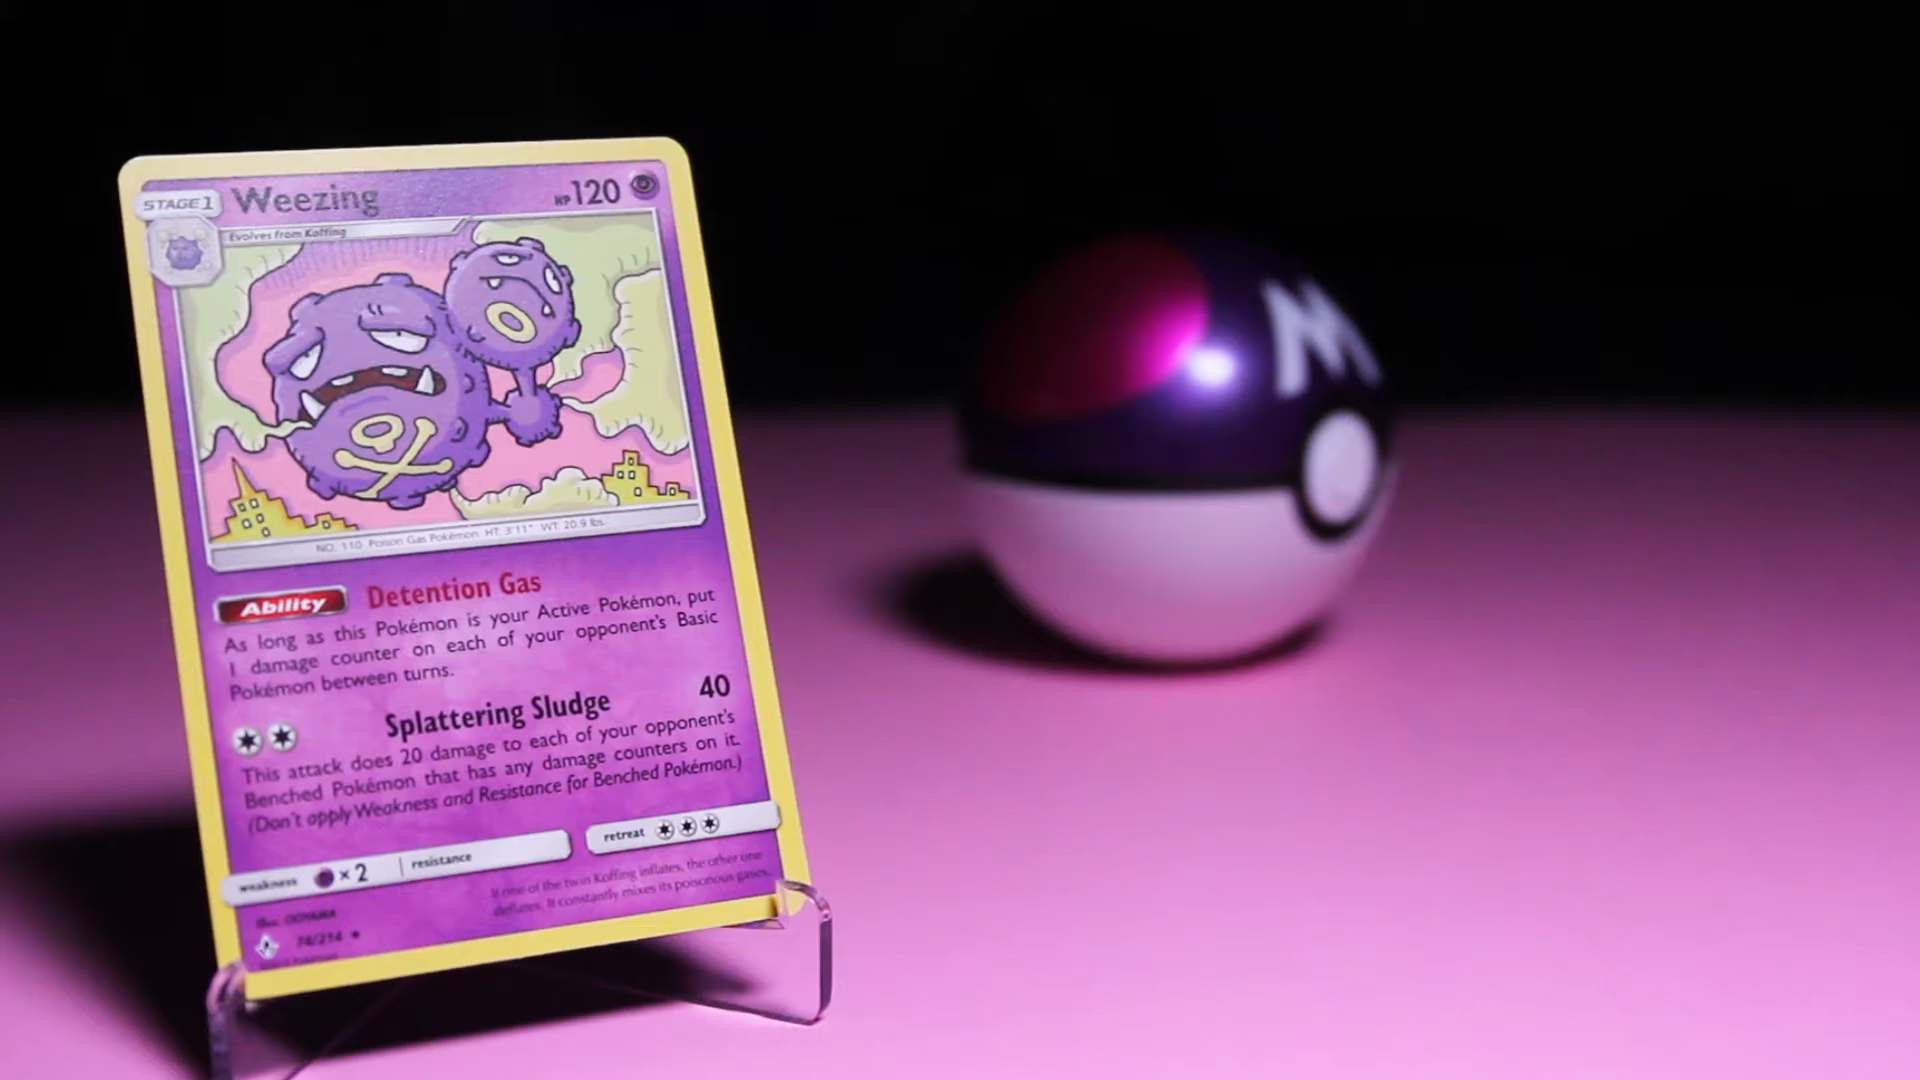 STAGE 1 Weezing HP 120
Evolves from Koffing
NO. 110 Poison Gas Pokémon HT: 3'11" WT: 20.9 lbs.
Ability Detention Gas
As long as this Pokémon is your Active Pokémon, put
1 damage counter on each of your opponent's Basic
Pokémon between turns.
Splattering Sludge 40
This attack does 20 damage to each of your opponent's
Benched Pokémon that has any damage counters on it.
(Don't apply Weakness and Resistance for Benched Pokémon.)
weakness ×2 resistance retreat
If one of the twin Koffing inflates, the other one
deflates. It constantly mixes its poisonous gases.
Illus. OOYAMA
74/214
M